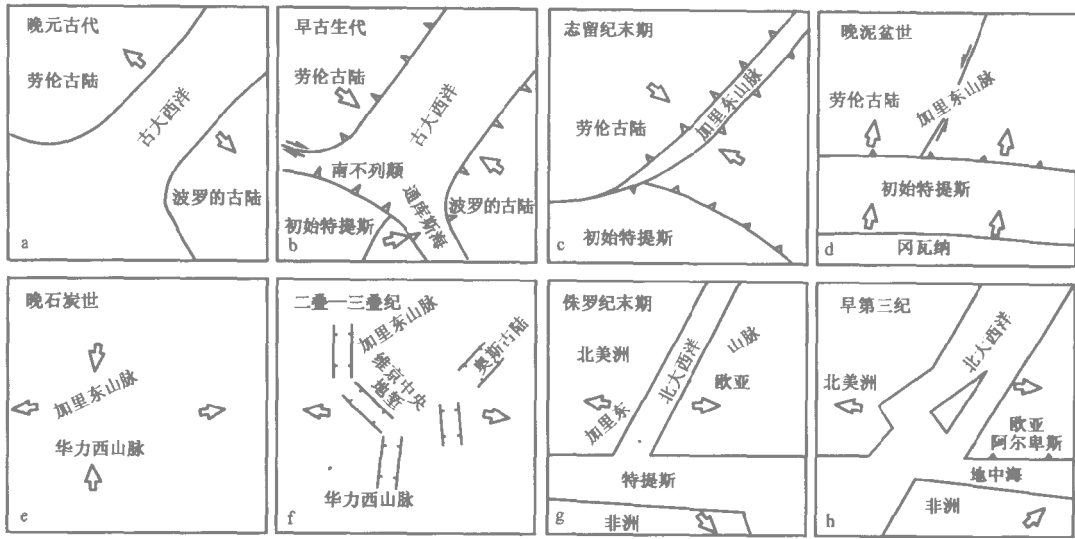 晚元古代
劳伦古陆
古大西洋
波罗的古陆
a
早古生代
劳伦古陆
古大西洋
南不列颠
通库斯海
初始特提斯
波罗的古陆
b
志留纪末期
劳伦古陆
加里东山脉
初始特提斯
c
晚泥盆世
劳伦古陆
加里东山脉
初始特提斯
冈瓦纳
d
晚石炭世
加里东山脉
华力西山脉
e
二叠—三叠纪
加里东山脉
奥斯古陆
中央
地堑
华力西山脉
f
侏罗纪末期
北美洲
北大西洋
山脉
欧亚
加里东
特提斯
非洲
g
早第三纪
北大西洋
北美洲
欧亚
阿尔卑斯
地中海
非洲
h